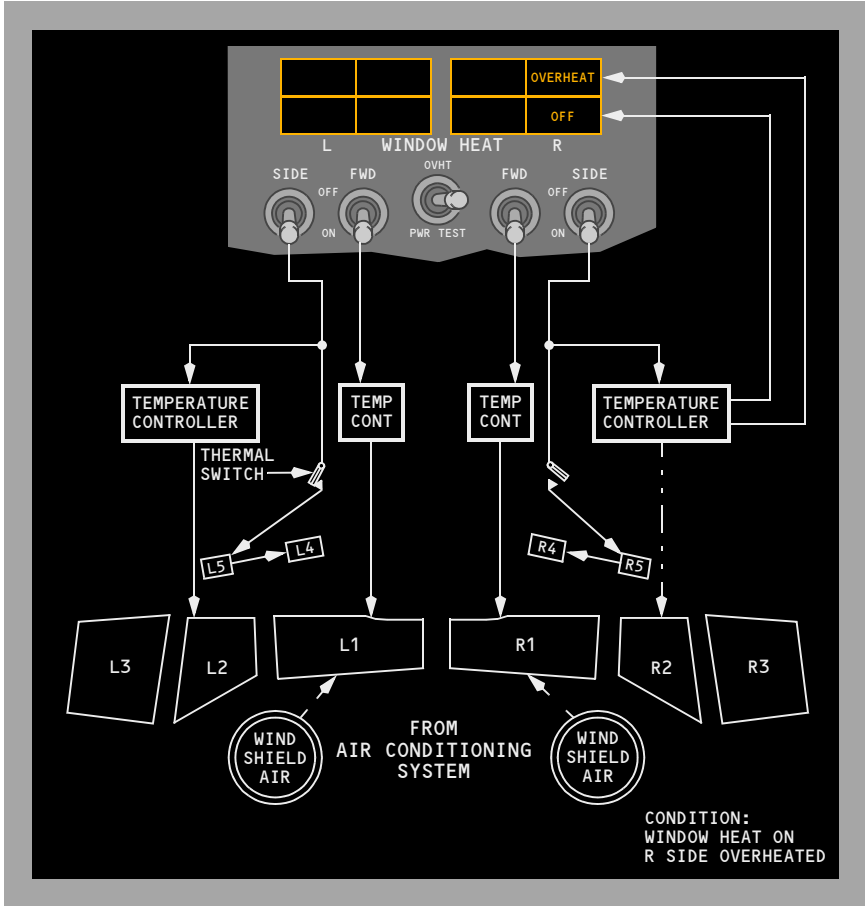 OVERHEAT
OFF
L WINDOW HEAT R
OVHT
SIDE FWD FWD SIDE
OFF OFF
ON PWR TEST ON
TEMPERATURE
CONTROLLER
TEMP
CONT
TEMP
CONT
TEMPERATURE
CONTROLLER
THERMAL
SWITCH
L5 L4 R4 R5
L3 L2 L1 R1 R2 R3
WIND
SHIELD
AIR
FROM
AIR CONDITIONING
SYSTEM
WIND
SHIELD
AIR
CONDITION:
WINDOW HEAT ON
R SIDE OVERHEATED